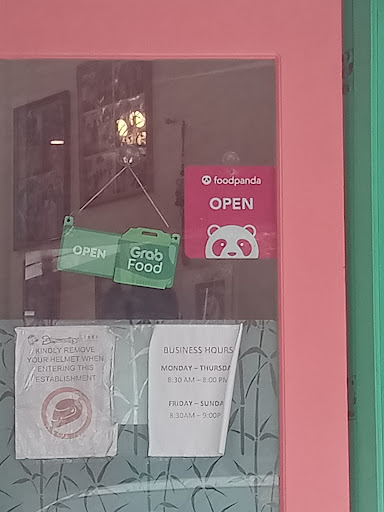 foodpanda
OPEN
OPEN
Grab
Food
KINDLY REMOVE
YOUR HELMET WHEN
ENTERING THIS
ESTABLISHMENT
BUSINESS HOURS
MONDAY – THURSDA
8:30 AM – 8:00 PM
FRIDAY – SUNDA
8:30AM – 9:00P